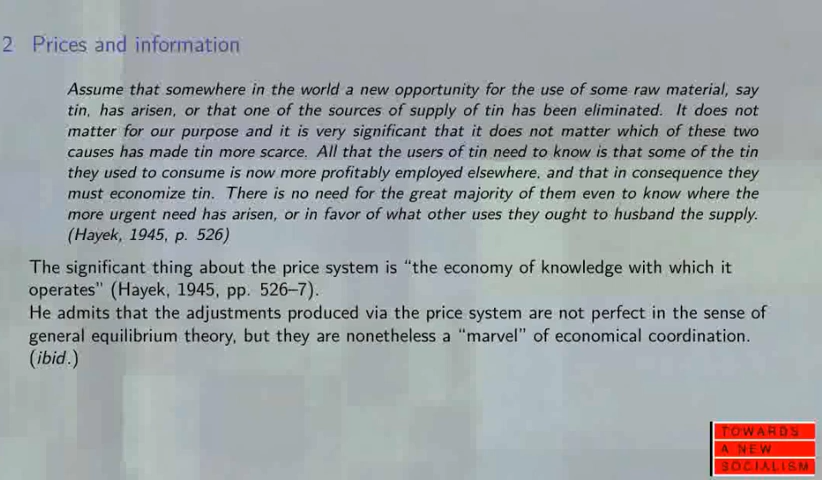 2 Prices and information
Assume that somewhere in the world a new opportunity for the use of some raw material, say
tin, has arisen, or that one of the sources of supply of tin has been eliminated. It does not
matter for our purpose and it is very significant that it does not matter which of these two
causes has made tin more scarce. All that the users of tin need to know is that some of the tin
they used to consume is now more profitably employed elsewhere, and that in consequence they
must economize tin. There is no need for the great majority of them even to know where the
more urgent need has arisen, or in favor of what other uses they ought to husband the supply.
(Hayek, 1945, p. 526)
The significant thing about the price system is “the economy of knowledge with which it
operates” (Hayek, 1945, pp. 526–7).
He admits that the adjustments produced via the price system are not perfect in the sense of
general equilibrium theory, but they are nonetheless a “marvel” of economical coordination.
(ibid.)
TOWARDS
A NEW
SOCIALISM